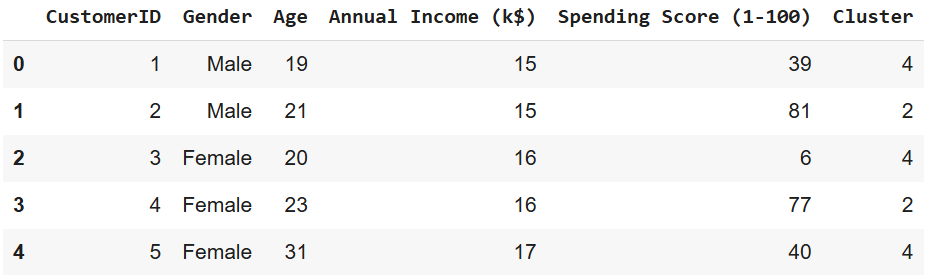 CustomerID Gender Age Annual Income (k$) Spending Score (1-100) Cluster
0 1 Male 19 15 39 4
1 2 Male 21 15 81 2
2 3 Female 20 16 6 4
3 4 Female 23 16 77 2
4 5 Female 31 17 40 4